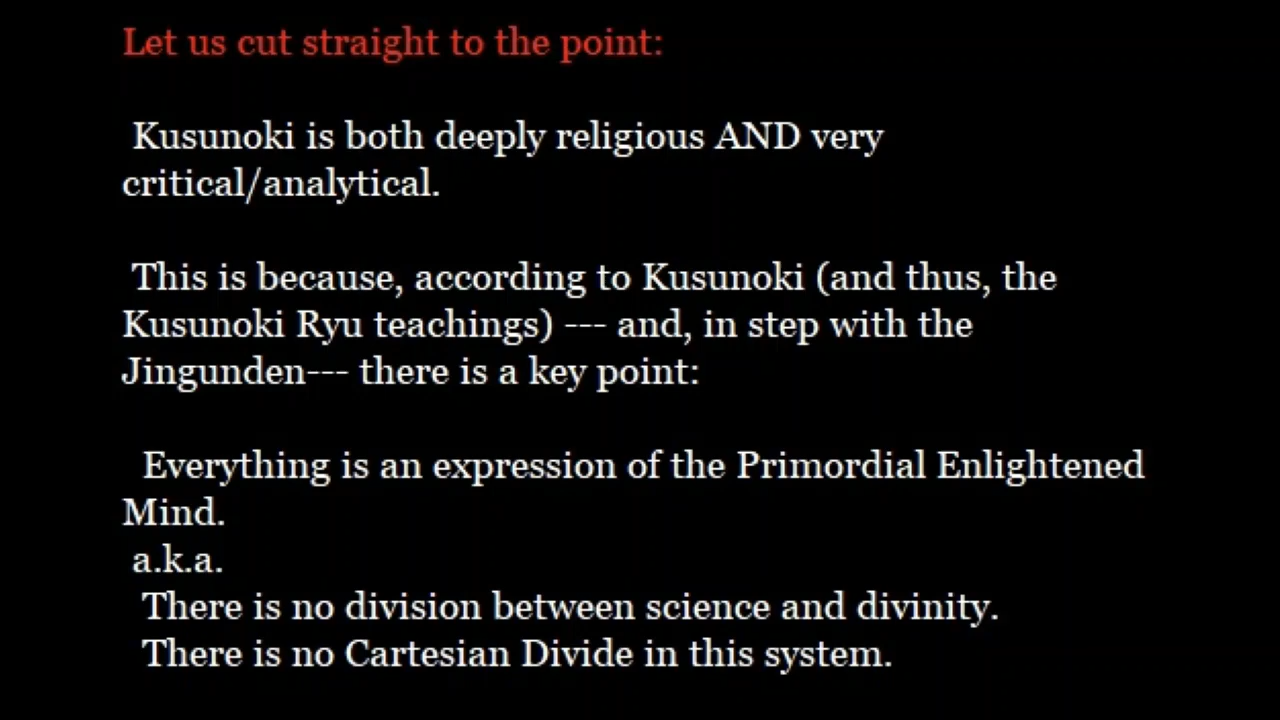 Let us cut straight to the point:
Kusunoki is both deeply religious AND very
critical/analytical.
This is because, according to Kusunoki (and thus, the
Kusunoki Ryu teachings) --- and, in step with the
Jingunden--- there is a key point:
Everything is an expression of the Primordial Enlightened
Mind.
a.k.a.
There is no division between science and divinity.
There is no Cartesian Divide in this system.